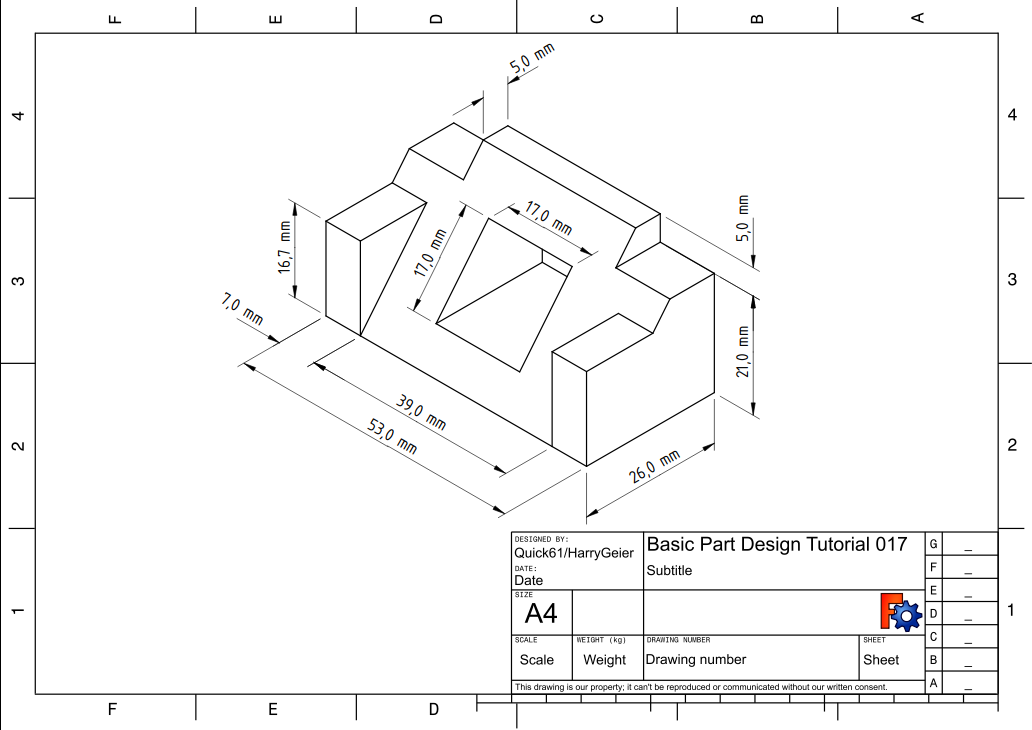 F E D C B A
4 4
3 3
2 2
1 1
5,0 mm
17,0 mm
17,0 mm
5,0 mm
16,7 mm
7,0 mm
21,0 mm
39,0 mm
53,0 mm
26,0 mm
DESIGNED BY:
Quick61/HarryGeier
DATE:
Date
SIZE
A4
Basic Part Design Tutorial 017
Subtitle
SCALE
Scale
WEIGHT (kg)
Weight
DRAWING NUMBER
Drawing number
SHEET
Sheet
This drawing is our property; it can't be reproduced or communicated without our written consent.
G _
F _
E _
D _
C _
B _
A _
F E D